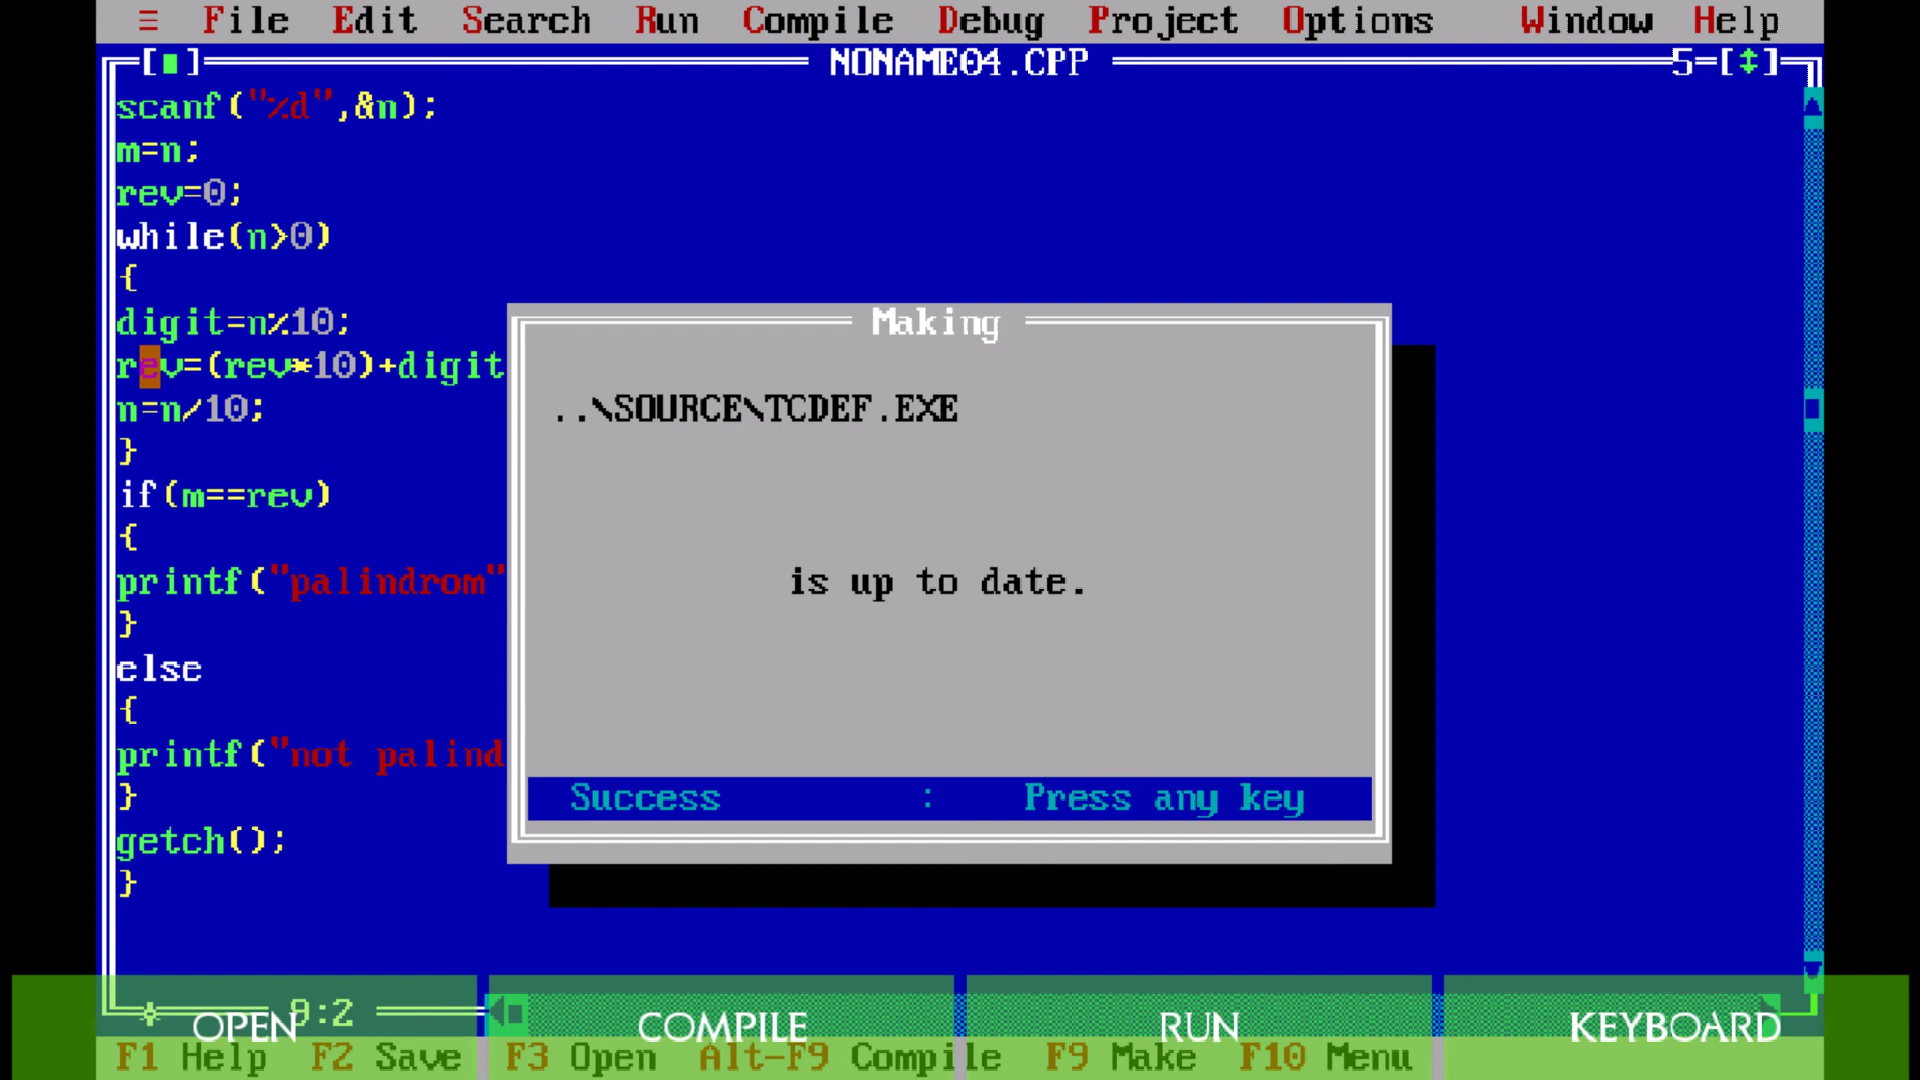 ≡ File Edit Search Run Compile Debug Project Options Window Help
[■] NONAME04.CPP 5=[↕]
scanf("%d",&n);
m=n;
rev=0;
while(n>0)
{
digit=n%10;
rev=(rev*10)+digit
n=n/10;
}
if(m==rev)
{
printf("palindrom"
}
else
{
printf("not palind
}
getch();
}
Making
..\SOURCE\TCDEF.EXE
is up to date.
Success : Press any key
9:2
OPEN COMPILE RUN KEYBOARD
F1 Help F2 Save F3 Open Alt-F9 Compile F9 Make F10 Menu